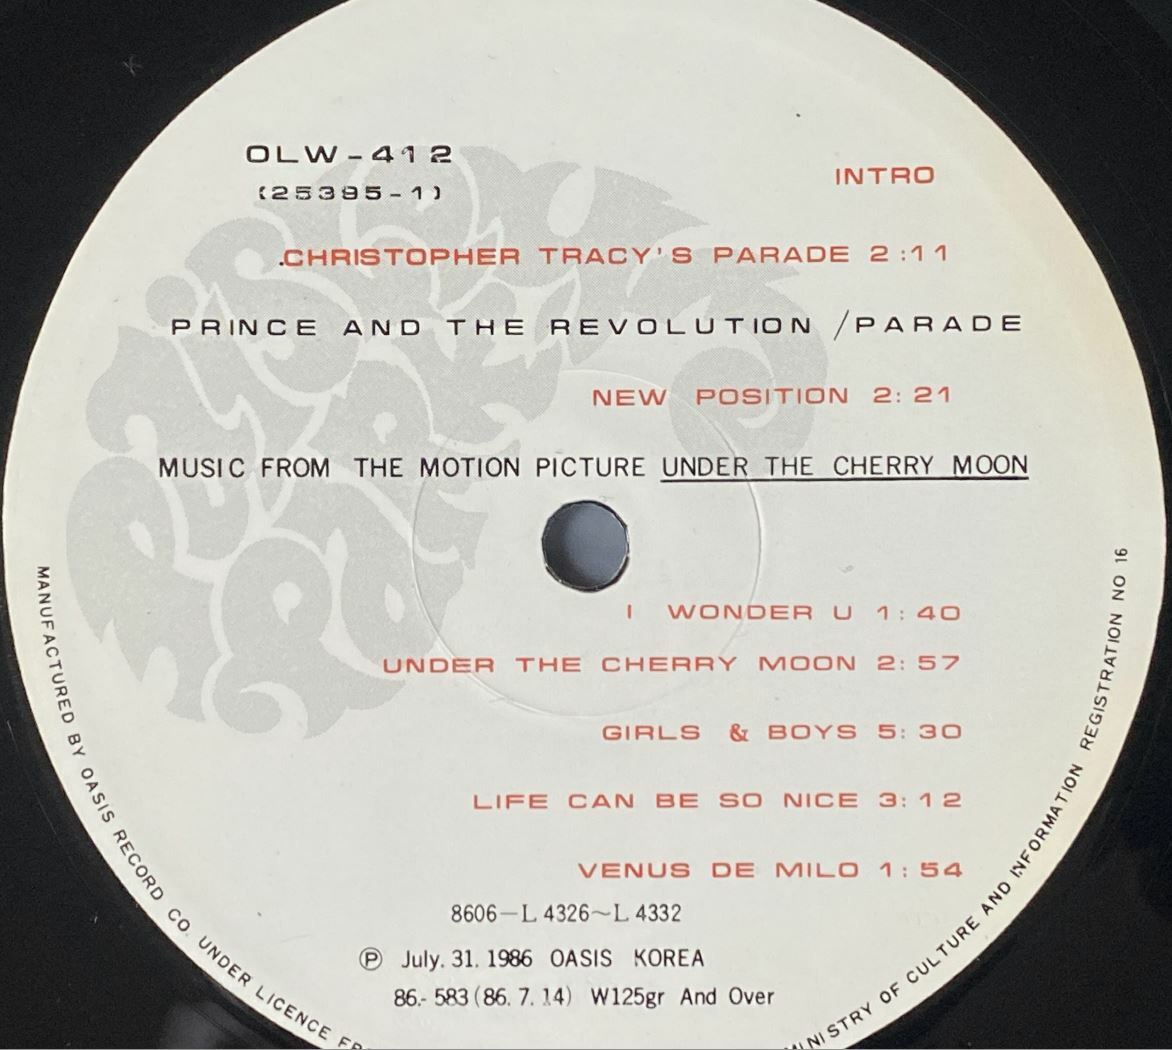 OLW-412
(25395-1)
INTRO
.CHRISTOPHER TRACY'S PARADE 2:11
PRINCE AND THE REVOLUTION /PARADE
NEW POSITION 2:21
MUSIC FROM THE MOTION PICTURE UNDER THE CHERRY MOON
I WONDER U 1:40
UNDER THE CHERRY MOON 2:57
GIRLS & BOYS 5:30
LIFE CAN BE SO NICE 3:12
VENUS DE MILO 1:54
8606-L 4326~L 4332
Ⓟ July. 31. 1986 OASIS KOREA
86.- 583 (86. 7. 14) W125gr And Over
MANUFACTURED BY OASIS RECORD CO. UNDER LICENCE
MINISTRY OF CULTURE AND INFORMATION REGISTRATION NO 16